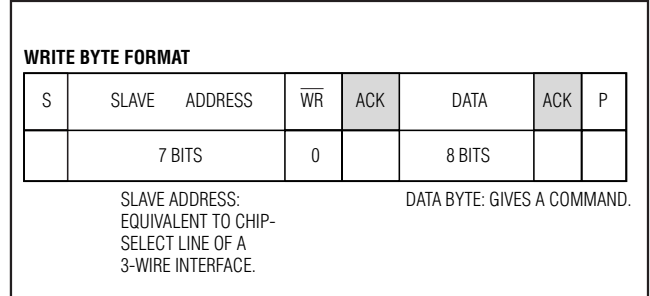 WRITE BYTE FORMAT
S SLAVE ADDRESS WR ACK DATA ACK P
7 BITS 0 8 BITS
SLAVE ADDRESS:
EQUIVALENT TO CHIP-
SELECT LINE OF A
3-WIRE INTERFACE.
DATA BYTE: GIVES A COMMAND.